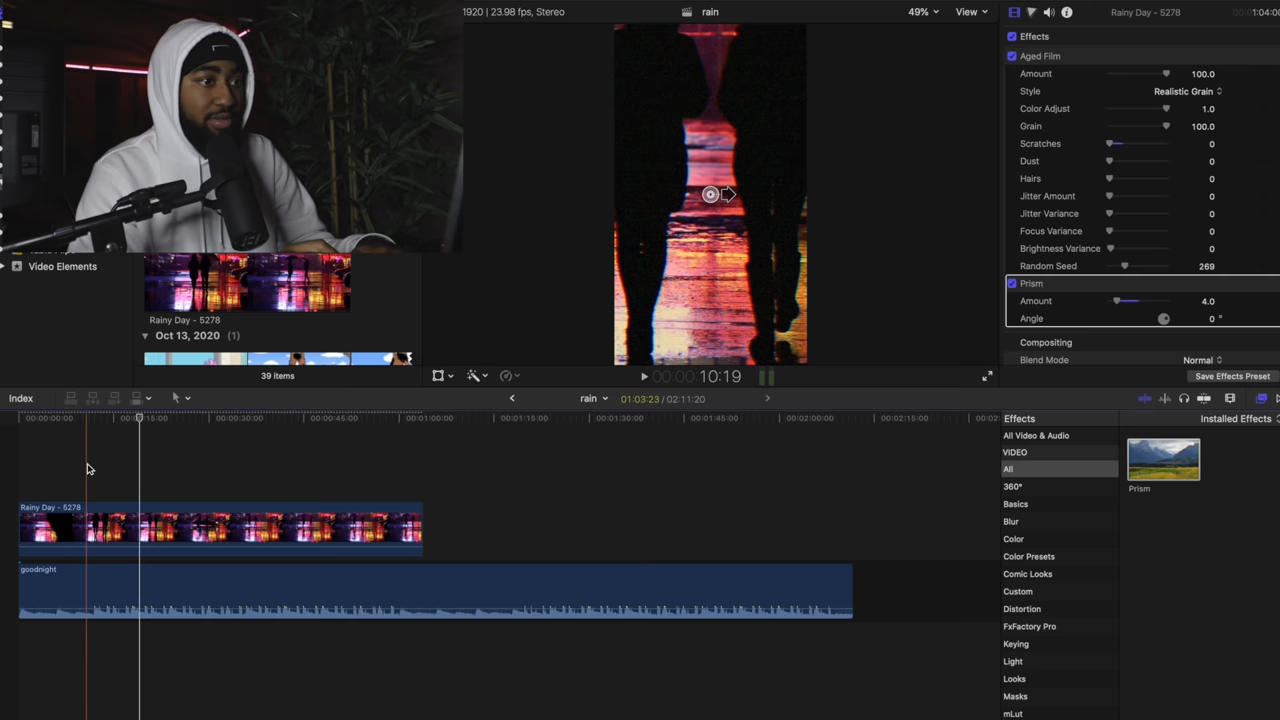 1920 | 23.98 fps, Stereo
rain
49%
View
Rainy Day - 5278
1:04:00
Effects
Aged Film
Amount 100.0
Style Realistic Grain
Color Adjust 1.0
Grain 100.0
Scratches 0
Dust 0
Hairs 0
Jitter Amount 0
Jitter Variance 0
Focus Variance 0
Brightness Variance 0
Random Seed 269
Prism
Amount 4.0
Angle 0 °
Compositing
Blend Mode Normal
Save Effects Preset
Video Elements
Rainy Day - 5278
Oct 13, 2020 (1)
39 items
00:00:10:19
Index
rain
01:03:23 / 02:11:20
00:00:00:00
00:00:15:00
00:00:30:00
00:00:45:00
00:01:00:00
00:01:15:00
00:01:30:00
00:01:45:00
00:02:00:00
00:02:15:00
Rainy Day - 5278
goodnight
Effects
Installed Effects
All Video & Audio
VIDEO
All
360°
Basics
Blur
Color
Color Presets
Comic Looks
Custom
Distortion
FxFactory Pro
Keying
Light
Looks
Masks
mLut
Prism